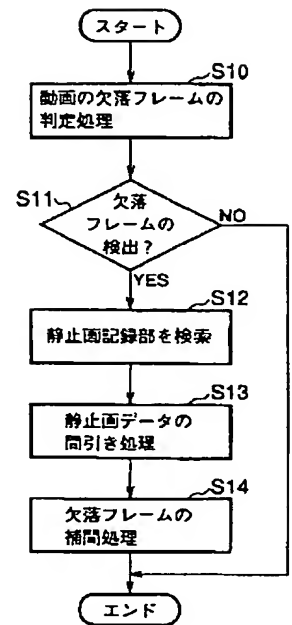 スタート
S10
動画の欠落フレームの
判定処理
S11
欠落
フレームの
検出?
NO
YES
S12
静止画記録部を検索
S13
静止画データの
間引き処理
S14
欠落フレームの
補間処理
エンド